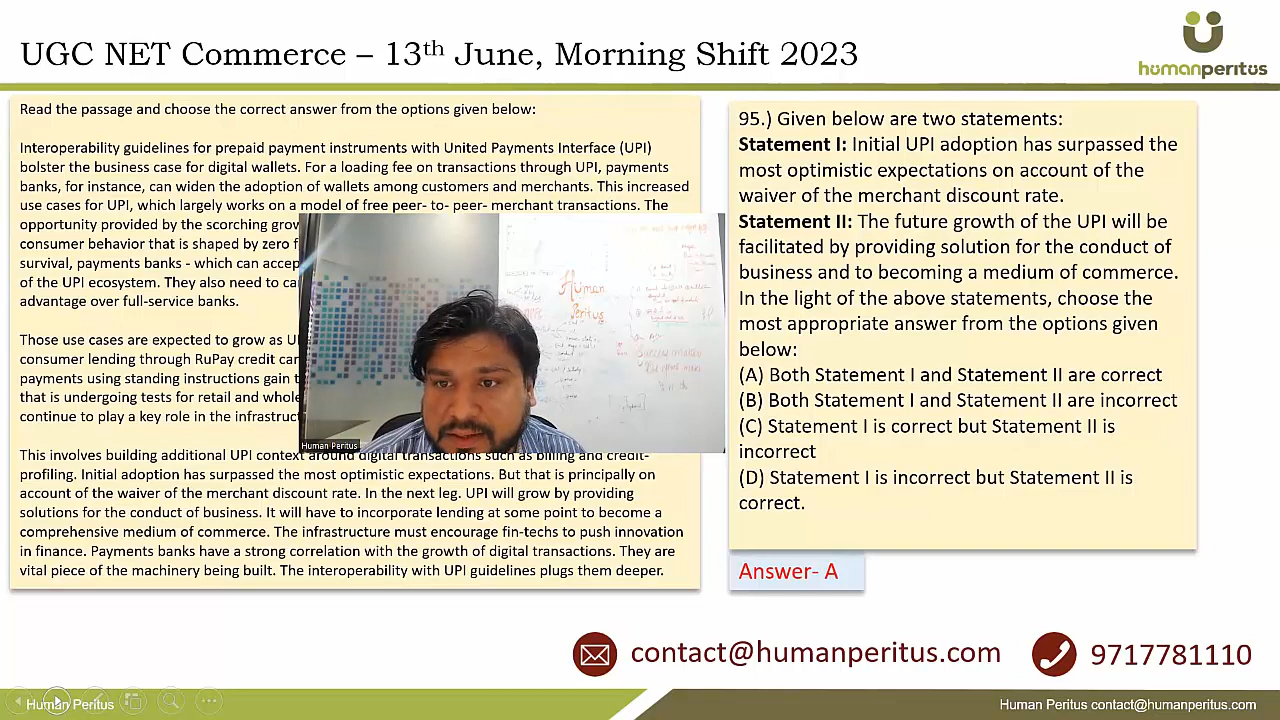 UGC NET Commerce – 13th June, Morning Shift 2023
humanperitus
Read the passage and choose the correct answer from the options given below:
Interoperability guidelines for prepaid payment instruments with United Payments Interface (UPI)
bolster the business case for digital wallets. For a loading fee on transactions through UPI, payments
banks, for instance, can widen the adoption of wallets among customers and merchants. This increased
use cases for UPI, which largely works on a model of free peer- to- peer- merchant transactions. The
opportunity provided by the scorching
consumer behavior that is shaped by zero
survival, payments banks - which can
of the UPI ecosystem. They also need to
advantage over full-service banks.
Those use cases are expected to grow as
consumer lending through RuPay credit
payments using standing instructions gain
that is undergoing tests for retail and
continue to play a key role in the
This involves building additional UPI context around digital transactions such as billing and credit-
profiling. Initial adoption has surpassed the most optimistic expectations. But that is principally on
account of the waiver of the merchant discount rate. In the next leg. UPI will grow by providing
solutions for the conduct of business. It will have to incorporate lending at some point to become a
comprehensive medium of commerce. The infrastructure must encourage fin-techs to push innovation
in finance. Payments banks have a strong correlation with the growth of digital transactions. They are
vital piece of the machinery being built. The interoperability with UPI guidelines plugs them deeper.
Human
Peritus
Human Peritus
95.) Given below are two statements:
Statement I: Initial UPI adoption has surpassed the
most optimistic expectations on account of the
waiver of the merchant discount rate.
Statement II: The future growth of the UPI will be
facilitated by providing solution for the conduct of
business and to becoming a medium of commerce.
In the light of the above statements, choose the
most appropriate answer from the options given
below:
(A) Both Statement I and Statement II are correct
(B) Both Statement I and Statement II are incorrect
(C) Statement I is correct but Statement II is
incorrect
(D) Statement I is incorrect but Statement II is
correct.
Answer- A
contact@humanperitus.com
9717781110
Human Peritus
Human Peritus contact@humanperitus.com